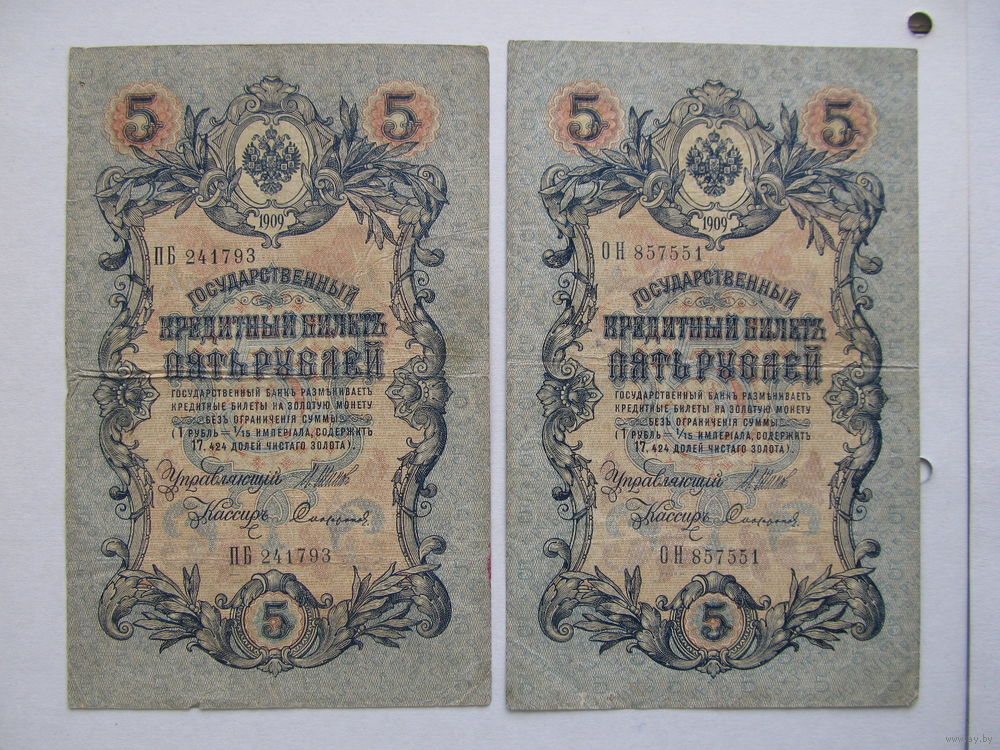 5 5
1909
ПБ 241793
ГОСУДАРСТВЕННЫЙ
КРЕДИТНЫЙ БИЛЕТЪ
ПЯТЬ РУБЛЕЙ
ГОСУДАРСТВЕННЫЙ БАНКЪ РАЗМѢНИВАЕТЪ
КРЕДИТНЫЕ БИЛЕТЫ НА ЗОЛОТУЮ МОНЕТУ
БЕЗЪ ОГРАНИЧЕНІЯ СУММЫ
(1 РУБЛЬ = 1/15 ИМПЕРІАЛА, СОДЕРЖИТЪ
17,424 ДОЛЕЙ ЧИСТАГО ЗОЛОТА).
Управляющій
Кассиръ
ПБ 241793
5
5 5
1909
ОН 857551
ГОСУДАРСТВЕННЫЙ
КРЕДИТНЫЙ БИЛЕТЪ
ПЯТЬ РУБЛЕЙ
ГОСУДАРСТВЕННЫЙ БАНКЪ РАЗМѢНИВАЕТЪ
КРЕДИТНЫЕ БИЛЕТЫ НА ЗОЛОТУЮ МОНЕТУ
БЕЗЪ ОГРАНИЧЕНІЯ СУММЫ
(1 РУБЛЬ = 1/15 ИМПЕРІАЛА, СОДЕРЖИТЪ
17,424 ДОЛЕЙ ЧИСТАГО ЗОЛОТА).
Управляющій
Кассиръ
ОН 857551
5
www.ay.by